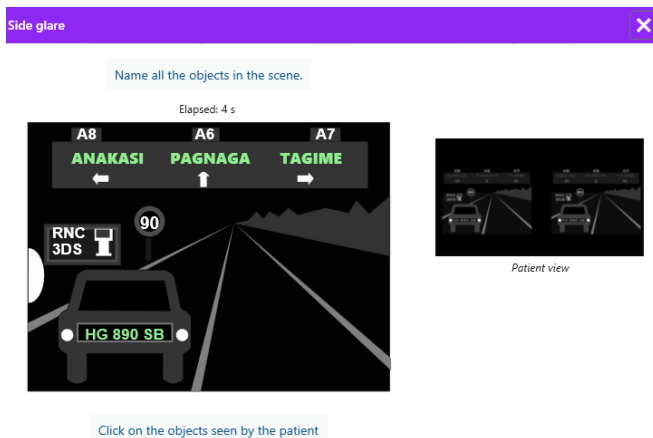 Side glare
Name all the objects in the scene.
Elapsed: 4 s
A8 A6 A7
ANAKASI PAGNAGA TAGIME
RNC
3DS
90
HG 890 SB
Patient view
Click on the objects seen by the patient